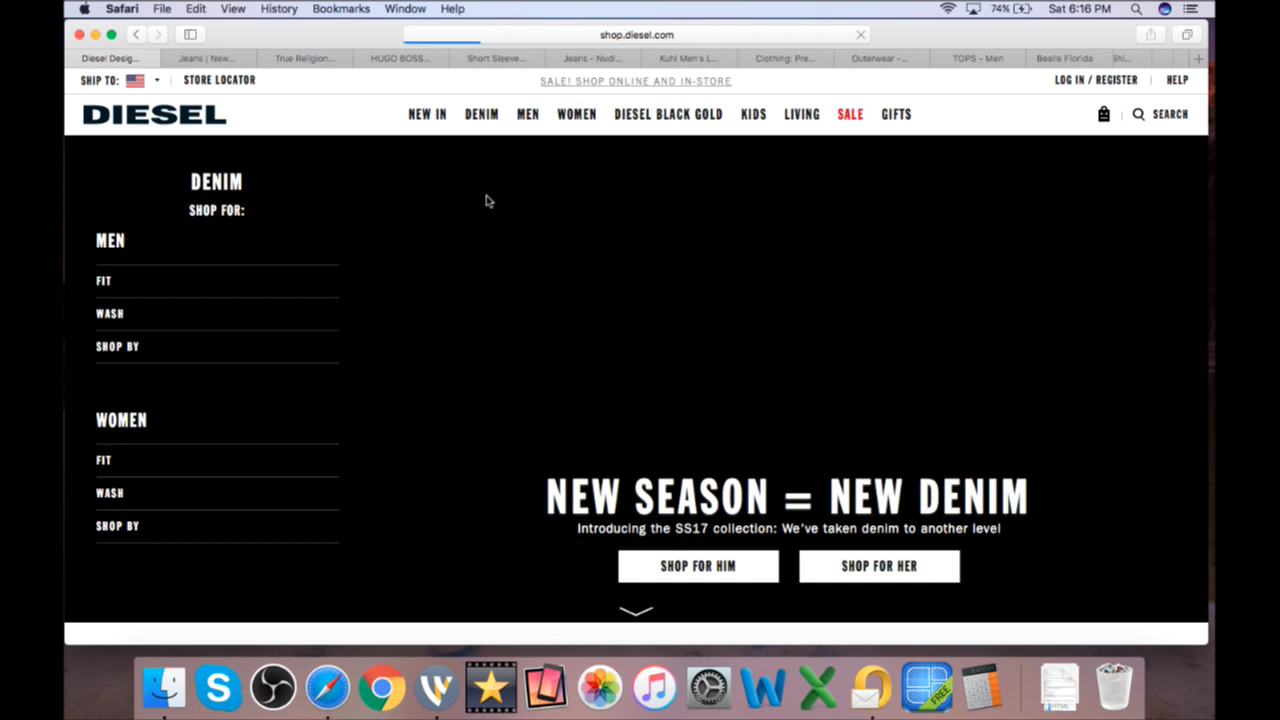 Safari File Edit View History Bookmarks Window Help 74% Sat 6:16 PM
shop.diesel.com
Diesel Desig... Jeans | New... True Religion... HUGO BOSS... Short Sleeve... Jeans - Nudi... Kuhl Men's L... Clothing: Pre... Outerwear -... TOPS - Men Bealls Florida Shi...
SHIP TO: STORE LOCATOR SALE! SHOP ONLINE AND IN-STORE LOG IN / REGISTER HELP
DIESEL NEW IN DENIM MEN WOMEN DIESEL BLACK GOLD KIDS LIVING SALE GIFTS SEARCH
DENIM
SHOP FOR:
MEN
FIT
WASH
SHOP BY
WOMEN
FIT
WASH
SHOP BY
NEW SEASON = NEW DENIM
Introducing the SS17 collection: We've taken denim to another level
SHOP FOR HIM SHOP FOR HER
FREE
HTML